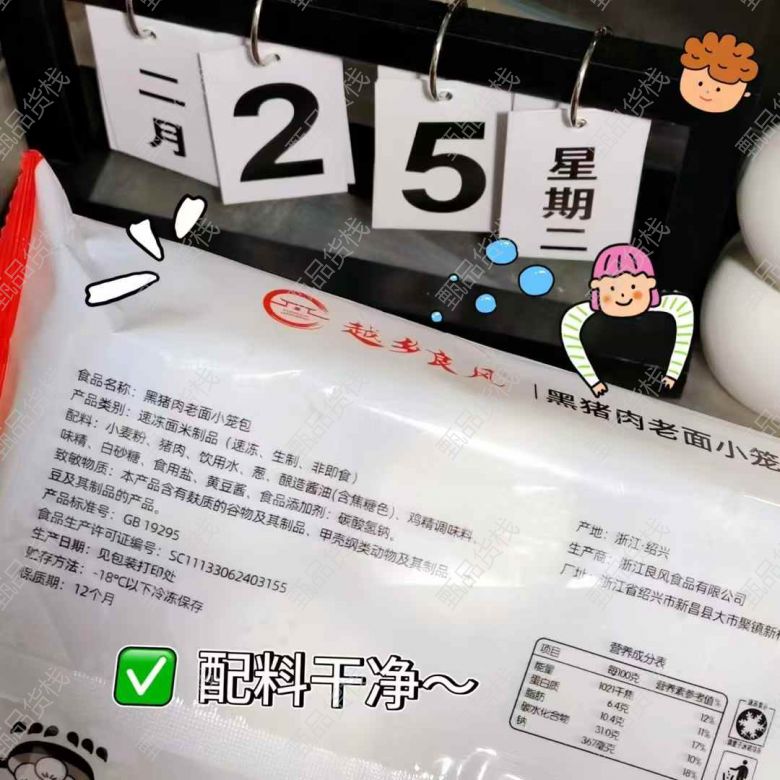 二月
2
5
星期二
越乡良风
黑猪肉老面小笼
食品名称：黑猪肉老面小笼包
产品类别：速冻面米制品（速冻、生制、非即食）
配料：小麦粉、猪肉、饮用水、葱、酿造酱油(含焦糖色)、鸡精调味料、
味精、白砂糖、食用盐、黄豆酱、食品添加剂：碳酸氢钠。
致敏物质：本产品含有麸质的谷物及其制品、甲壳纲类动物及其制品
豆及其制品的产品。
产品标准号：GB 19295
食品生产许可证编号：SC11133062403155
生产日期：见包装打印处
贮存方法：-18℃以下冷冻保存
保质期：12个月
产地：浙江·绍兴
生产商：浙江良风食品有限公司
厂址：浙江省绍兴市新昌县大市聚镇新
营养成分表
项目 每100克 营养素参考值%
能量 1021千焦 12%
蛋白质 6.4克 11%
脂肪 10.4克 17%
碳水化合物 31.0克 10%
钠 367毫克 18%
配料干净～
甄品货栈